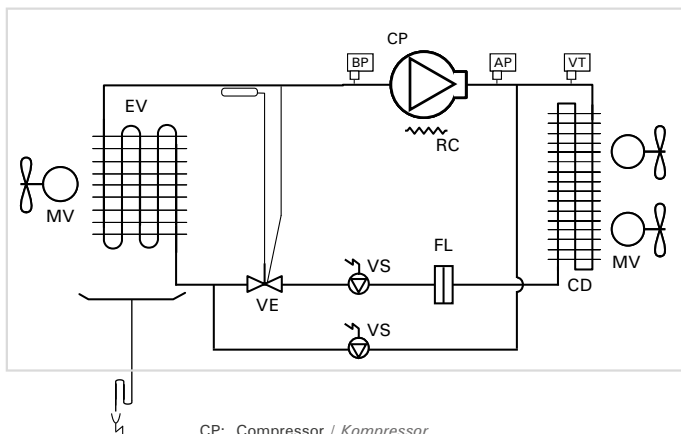 CP
BP
AP
VT
EV
RC
MV
FL
VS
MV
VE
CD
VS
CP: Compressor / Kompressor